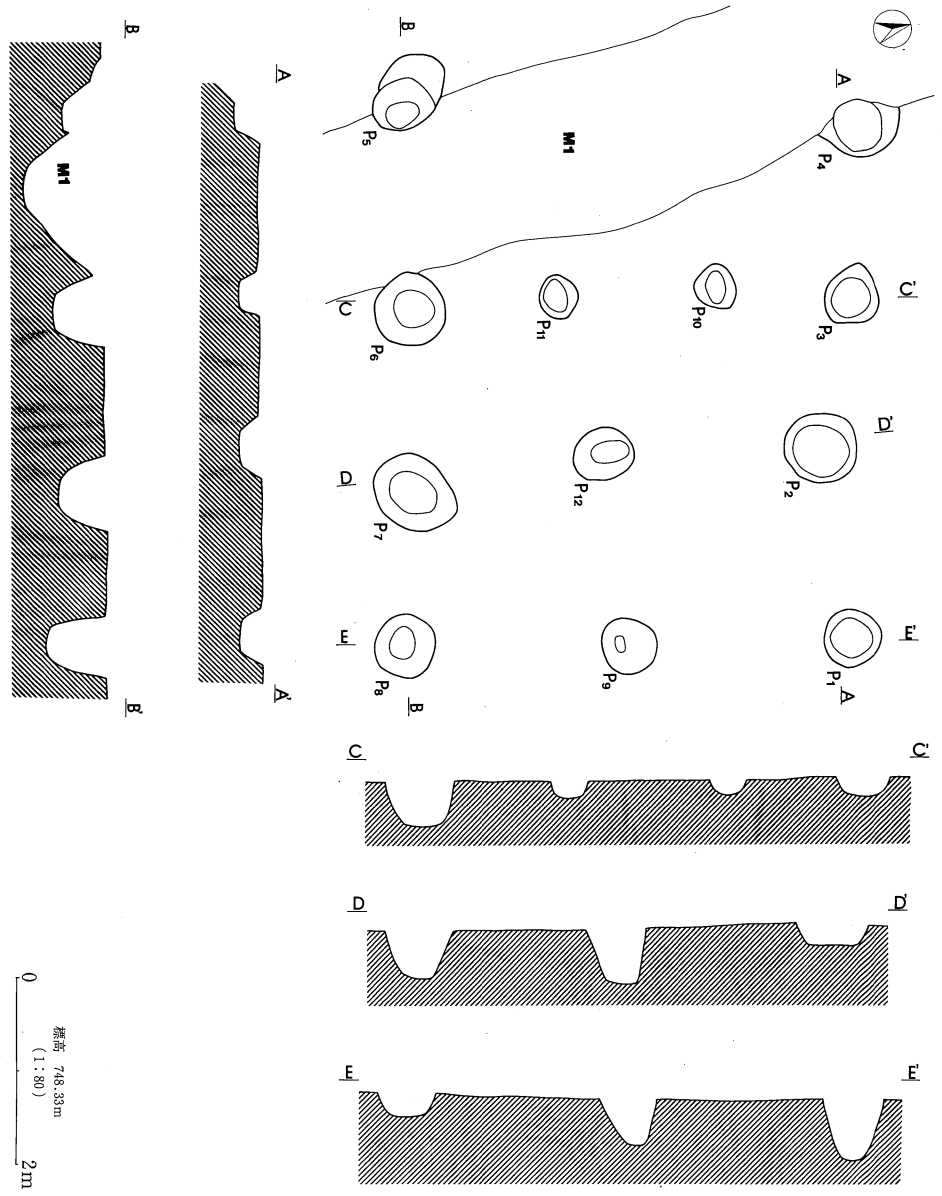 B
A
B
A
M1
P5
P4
M1
C
C'
P6
P11
P10
P3
D
D'
P7
P12
P2
E
E'
P8
P9
P1
B'
A'
B
A
C
C'
D
D'
E
E'
0
2m
標高 748.33m
(1:80)